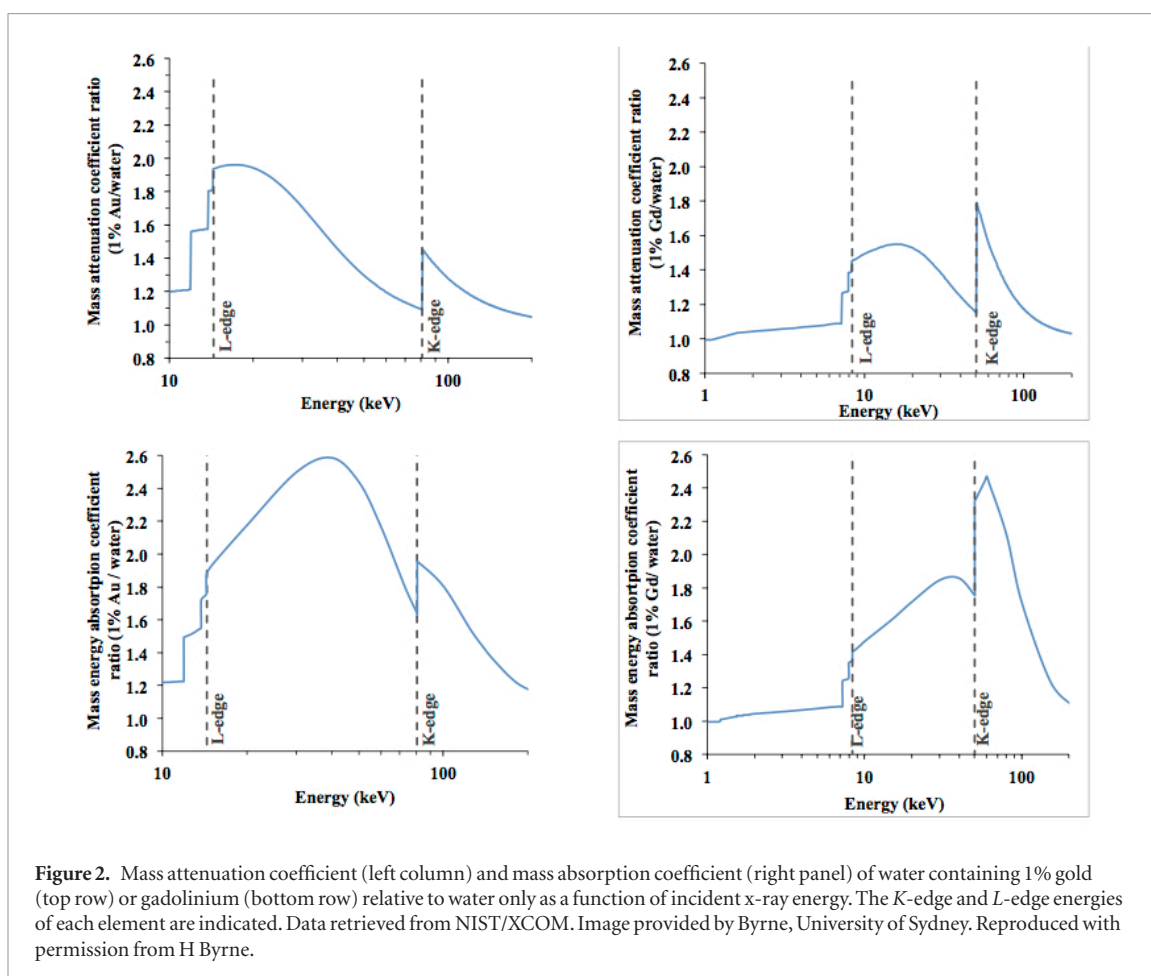 2.6
2.4
2.2
2.0
1.8
1.6
1.4
1.2
1.0
0.8
Mass attenuation coefficient ratio
(1% Au/water)
L-edge
K-edge
10
100
Energy (keV)
2.6
2.4
2.2
2.0
1.8
1.6
1.4
1.2
1.0
0.8
Mass attenuation coefficient ratio
(1% Gd/water)
L-edge
K-edge
1
10
100
Energy (keV)
2.6
2.4
2.2
2.0
1.8
1.6
1.4
1.2
1.0
0.8
Mass energy absortpion coefficient
ratio (1% Au / water)
L-edge
K-edge
10
100
Energy (keV)
2.6
2.4
2.2
2.0
1.8
1.6
1.4
1.2
1.0
0.8
Mass energy absortpion coefficient
ratio (1% Gd/ water)
L-edge
K-edge
1
10
100
Energy (keV)
Figure 2. Mass attenuation coefficient (left column) and mass absorption coefficient (right panel) of water containing 1% gold
(top row) or gadolinium (bottom row) relative to water only as a function of incident x-ray energy. The K-edge and L-edge energies
of each element are indicated. Data retrieved from NIST/XCOM. Image provided by Byrne, University of Sydney. Reproduced with
permission from H Byrne.